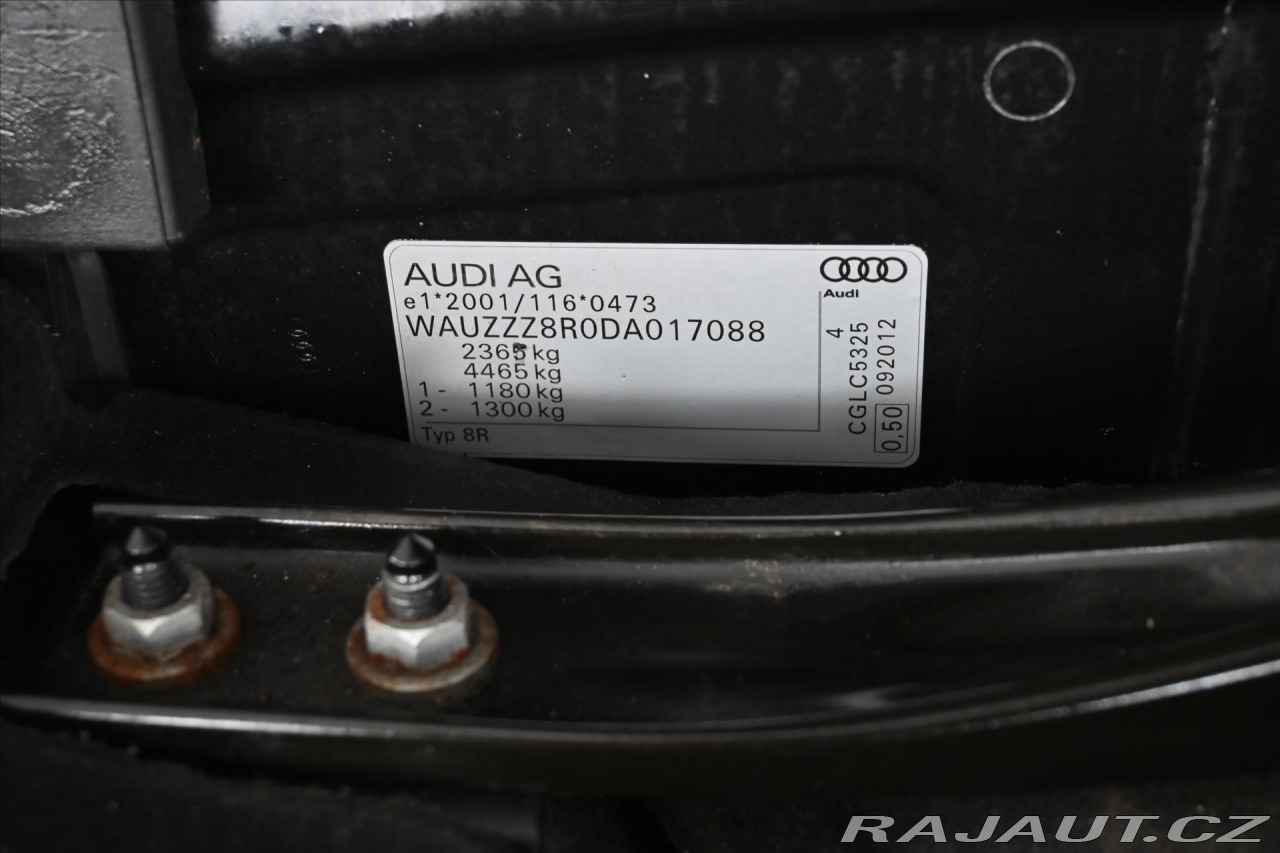 AUDI AG
e1*2001/116*0473
WAUZZZ8R0DA017088
2365 kg
4465 kg
1 - 1180 kg
2 - 1300 kg
Typ 8R
Audi
4
CGLC5325
0,50 092012
RAJAUT.CZ